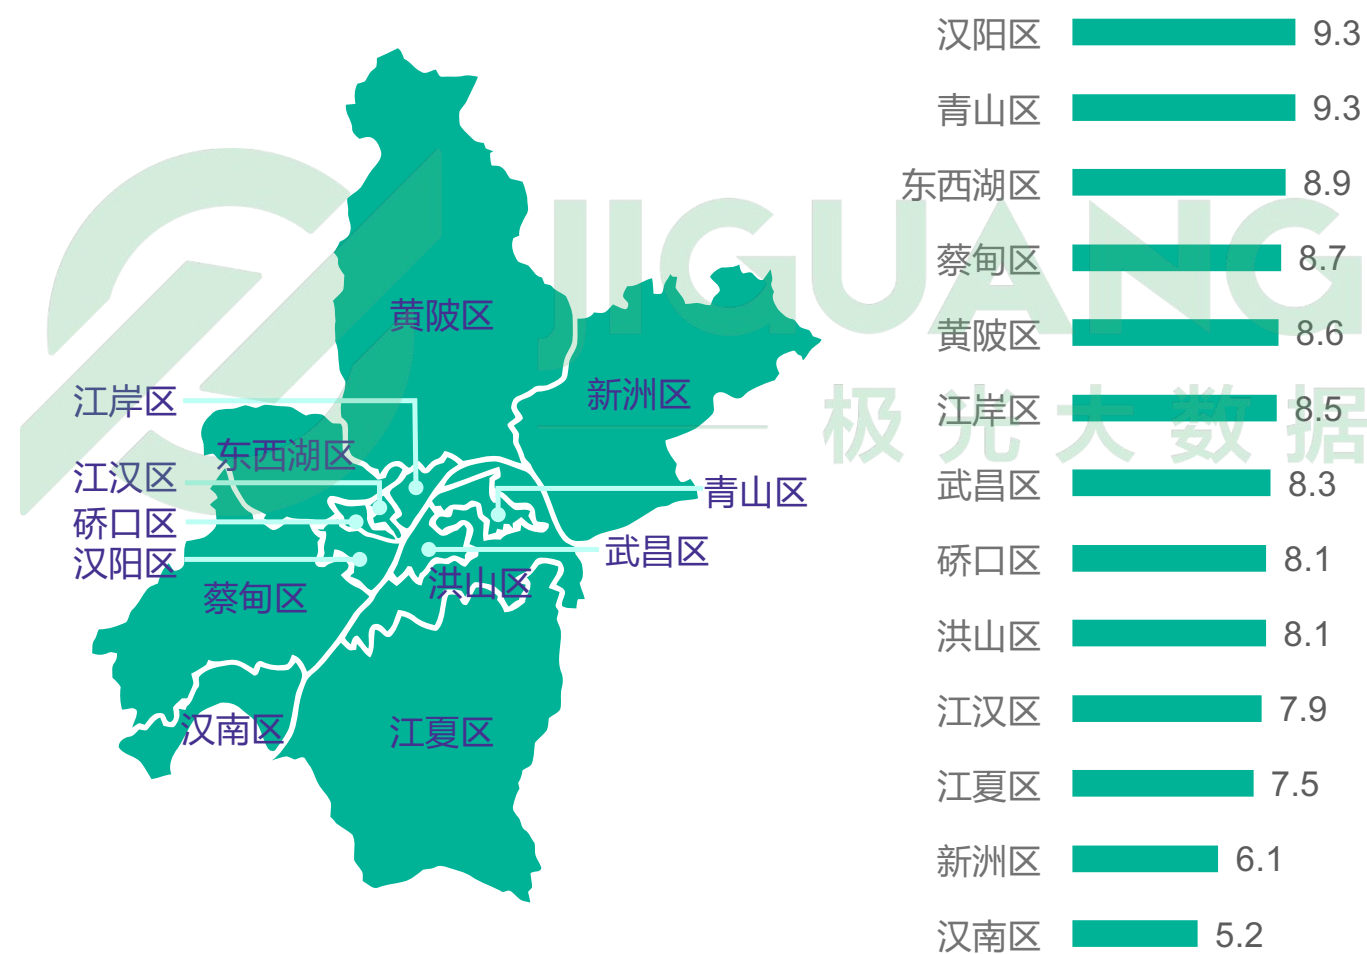 黄陂区
新洲区
江岸区
东西湖区
江汉区
青山区
硚口区
汉阳区
武昌区
蔡甸区
洪山区
汉南区
江夏区
汉阳区 9.3
青山区 9.3
东西湖区 8.9
蔡甸区 8.7
黄陂区 8.6
江岸区 8.5
武昌区 8.3
硚口区 8.1
洪山区 8.1
江汉区 7.9
江夏区 7.5
新洲区 6.1
汉南区 5.2
JIGUANG
极光大数据